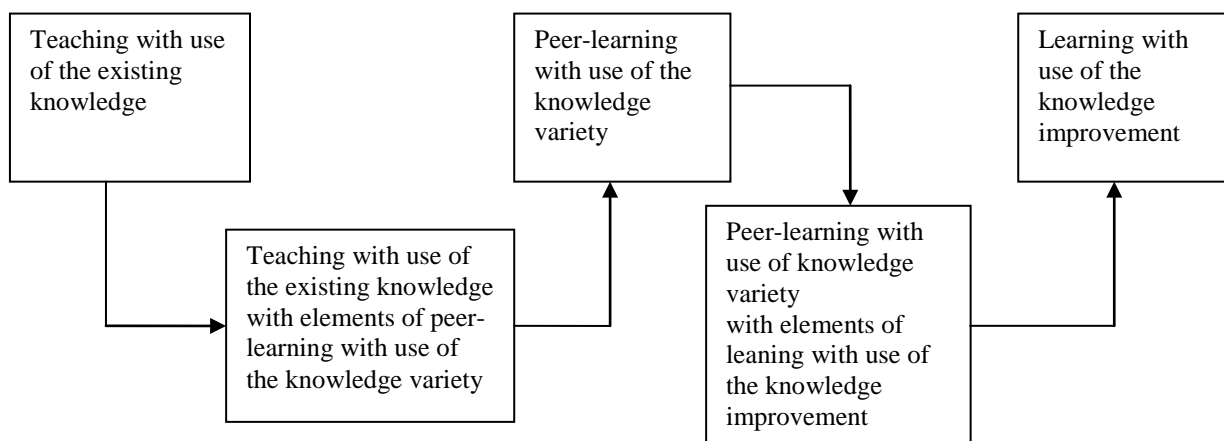 Teaching with use
of the existing
knowledge
Teaching with use of
the existing knowledge
with elements of peer-
learning with use of
the knowledge variety
Peer-learning
with use of the
knowledge
variety
Peer-learning with
use of knowledge
variety
with elements of
leaning with use of
the knowledge
improvement
Learning with
use of the
knowledge
improvement